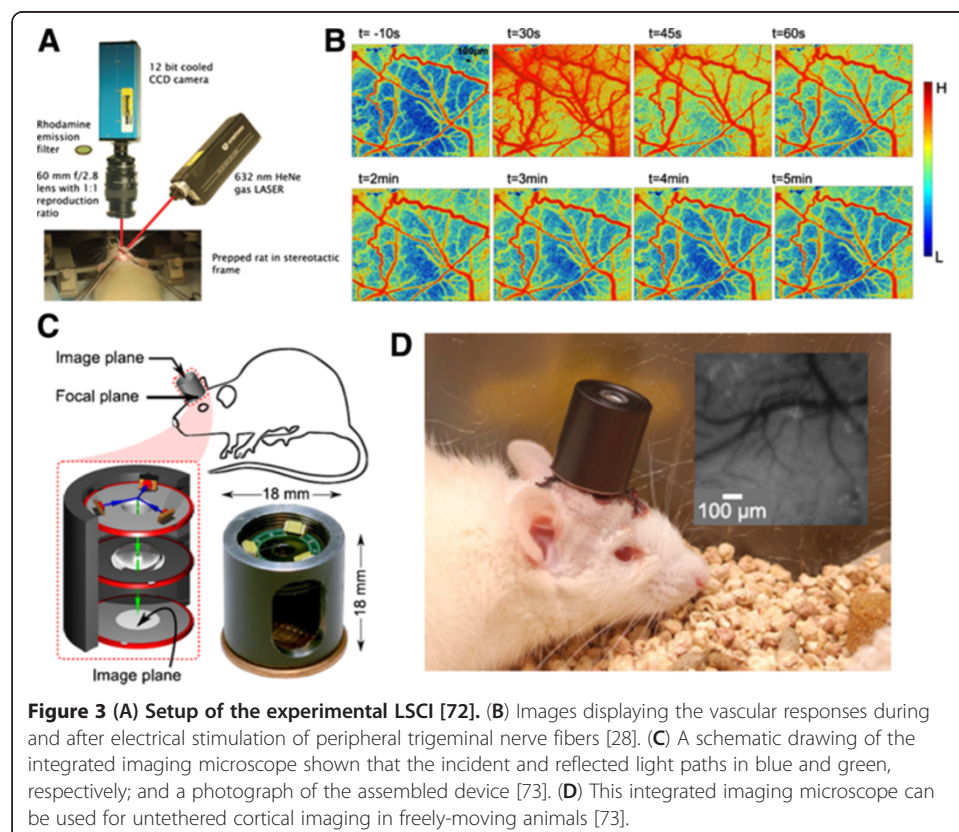 A
12 bit cooled
CCD camera
Rhodamine
emission
filter
60 mm f/2.8
lens with 1:1
reproduction
ratio
632 nm HeNe
gas LASER
Prepped rat in stereotactic
frame
B
t= -10s
t=30s
t=45s
t=60s
100μm
t=2min
t=3min
t=4min
t=5min
H
L
C
Image plane
Focal plane
18 mm
18 mm
Image plane
D
100 μm
Figure 3 (A) Setup of the experimental LSCI [72]. (B) Images displaying the vascular responses during
and after electrical stimulation of peripheral trigeminal nerve fibers [28]. (C) A schematic drawing of the
integrated imaging microscope shown that the incident and reflected light paths in blue and green,
respectively; and a photograph of the assembled device [73]. (D) This integrated imaging microscope can
be used for untethered cortical imaging in freely-moving animals [73].